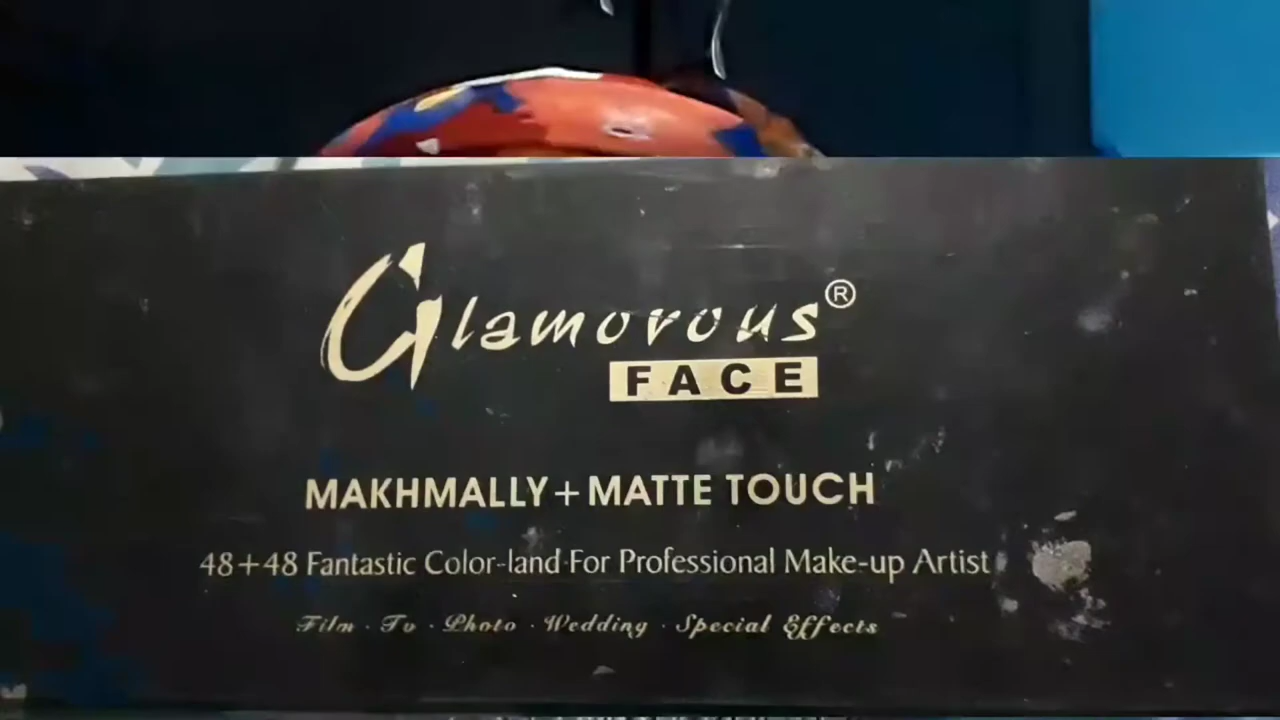 Glamorous®
FACE
MAKHMALLY+MATTE TOUCH
48+48 Fantastic Color-land For Professional Make-up Artist
Film · Tv · Photo · Wedding · Special Effects